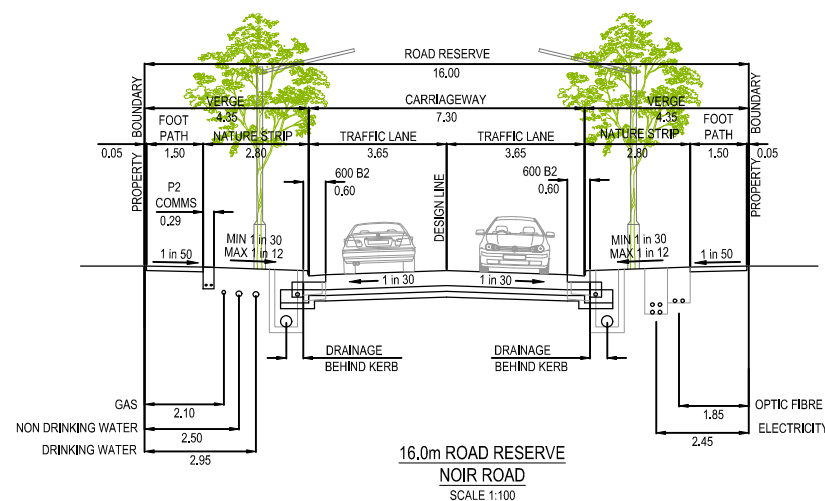 ROAD RESERVE
16.00
VERGE
4.35
CARRIAGEWAY
7.30
VERGE
4.35
PROPERTY BOUNDARY
FOOT
PATH
1.50
NATURE STRIP
2.80
TRAFFIC LANE
3.65
TRAFFIC LANE
3.65
NATURE STRIP
2.80
FOOT
PATH
1.50
PROPERTY BOUNDARY
0.05
0.05
P2
COMMS
0.29
600 B2
0.60
DESIGN LINE
600 B2
0.60
1 in 50
MIN 1 in 30
MAX 1 in 12
1 in 30
1 in 30
MIN 1 in 30
MAX 1 in 12
1 in 50
DRAINAGE
BEHIND KERB
DRAINAGE
BEHIND KERB
GAS
2.10
NON DRINKING WATER
2.50
DRINKING WATER
2.95
OPTIC FIBRE
1.85
ELECTRICITY
2.45
16.0m ROAD RESERVE
NOIR ROAD
SCALE 1:100